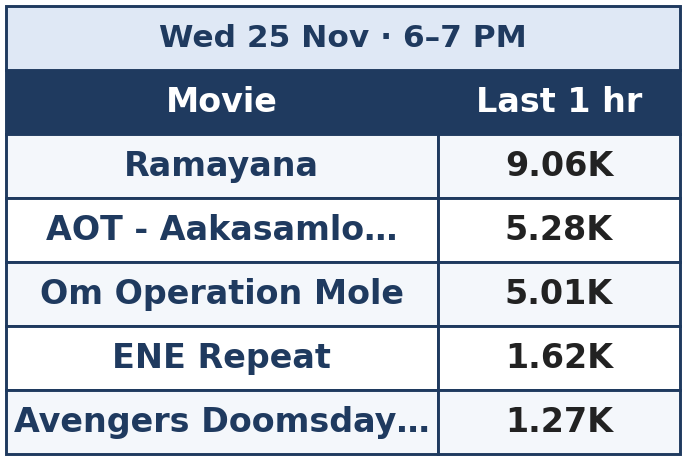 Wed 25 Nov · 6–7 PM
Movie Last 1 hr
Ramayana 9.06K
AOT - Aakasamlo... 5.28K
Om Operation Mole 5.01K
ENE Repeat 1.62K
Avengers Doomsday... 1.27K